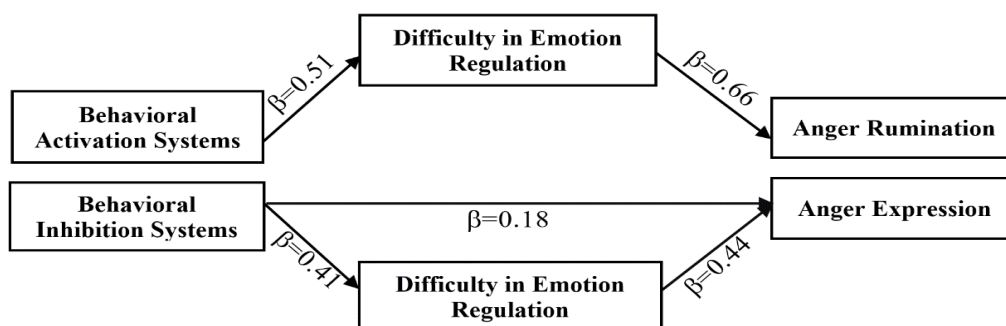 Difficulty in Emotion
Regulation
β=0.51
β=0.66
Behavioral
Activation Systems
Anger Rumination
Behavioral
Inhibition Systems
Anger Expression
β=0.18
β=0.41
β=0.44
Difficulty in Emotion
Regulation